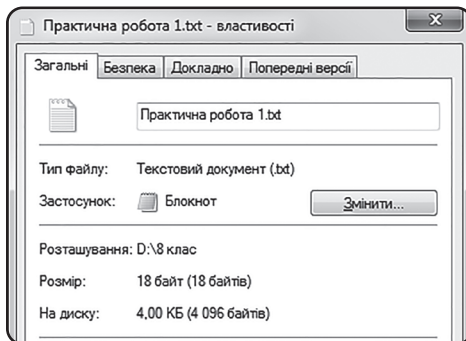 Практична робота 1.txt - властивості
Загальні Безпека Докладно Попередні версії
Практична робота 1.txt
Тип файлу: Текстовий документ (.txt)
Застосунок: Блокнот Змінити...
Розташування: D:\8 клас
Розмір: 18 байт (18 байтів)
На диску: 4,00 КБ (4 096 байтів)